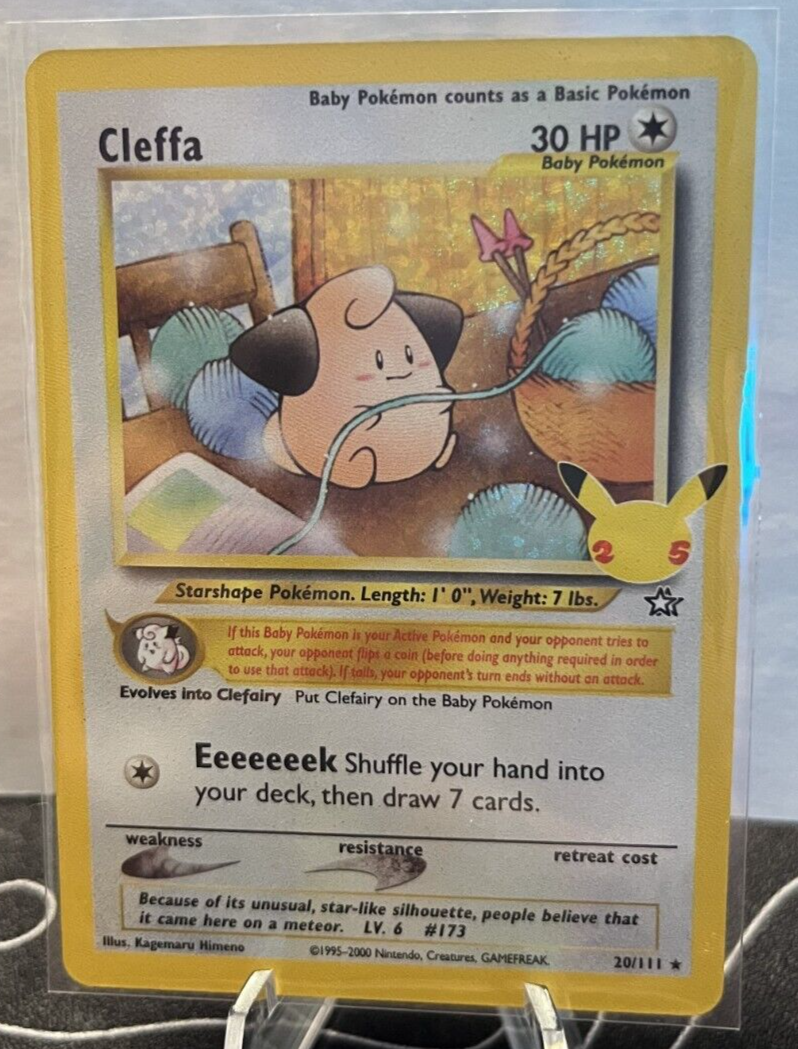 Baby Pokémon counts as a Basic Pokémon
Cleffa
30 HP
Baby Pokémon
2 5
Starshape Pokémon. Length: 1' 0", Weight: 7 lbs.
If this Baby Pokémon is your Active Pokémon and your opponent tries to
attack, your opponent flips a coin (before doing anything required in order
to use that attack). If tails, your opponent's turn ends without an attack.
Evolves into Clefairy Put Clefairy on the Baby Pokémon
Eeeeeeek Shuffle your hand into
your deck, then draw 7 cards.
weakness
resistance
retreat cost
Because of its unusual, star-like silhouette, people believe that
it came here on a meteor. LV. 6 #173
Illus. Kagemaru Himeno
©1995-2000 Nintendo, Creatures, GAMEFREAK.
20/111 ★